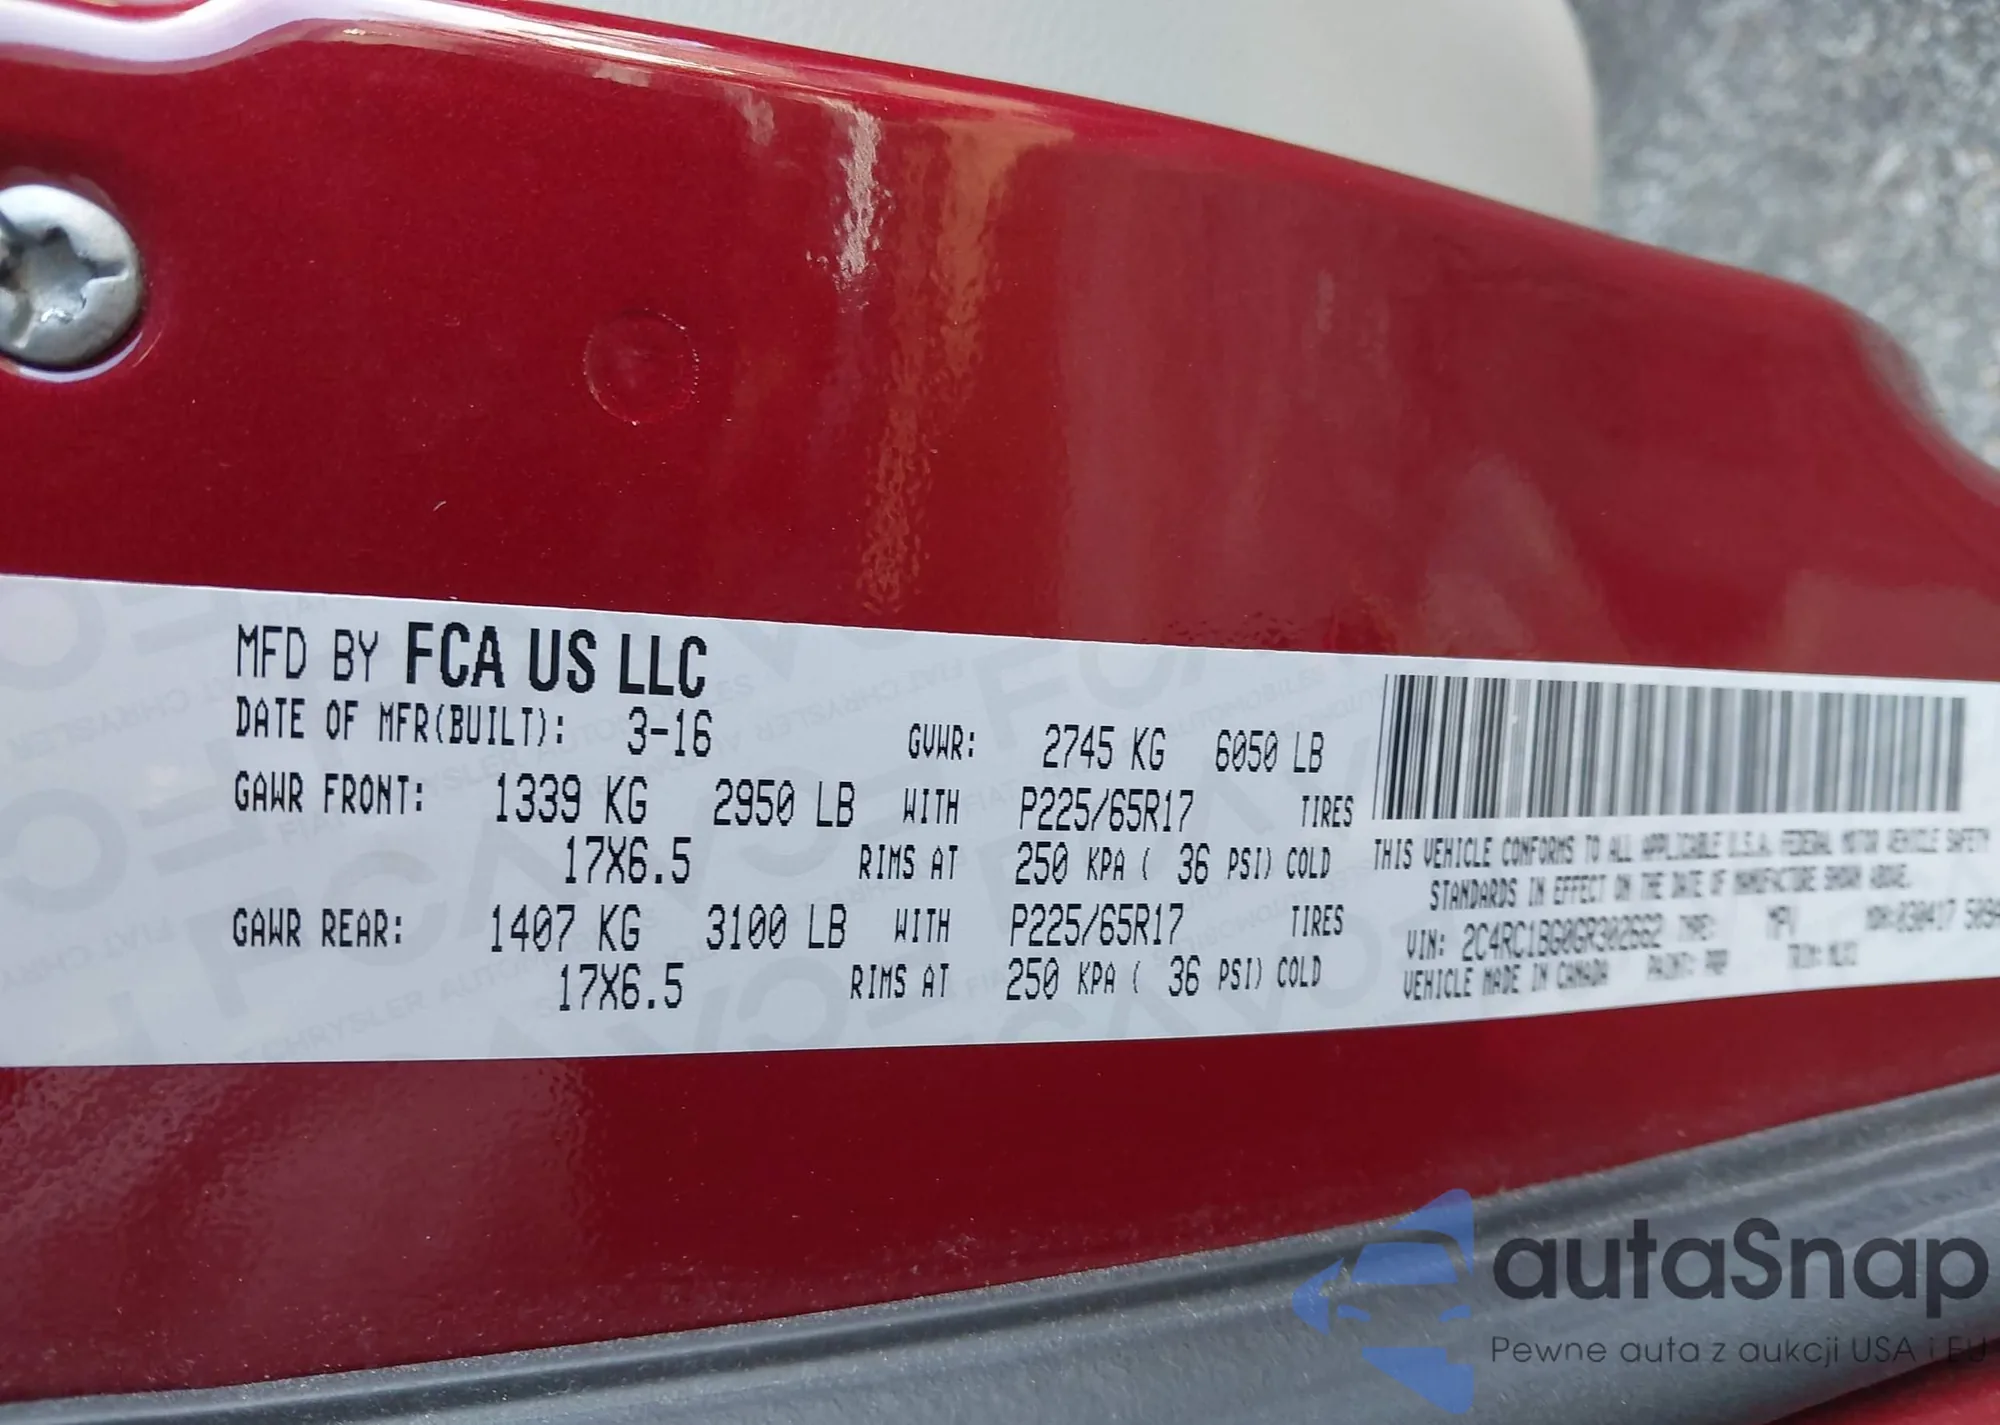 MFD BY FCA US LLC
DATE OF MFR(BUILT): 3-16 GVWR: 2745 KG 6050 LB
GAWR FRONT: 1339 KG 2950 LB WITH P225/65R17 TIRES
17X6.5 RIMS AT 250 KPA ( 36 PSI) COLD
GAWR REAR: 1407 KG 3100 LB WITH P225/65R17 TIRES
17X6.5 RIMS AT 250 KPA ( 36 PSI) COLD
THIS VEHICLE CONFORMS TO ALL APPLICABLE U.S.A. FEDERAL MOTOR VEHICLE SAFETY
STANDARDS IN EFFECT ON THE DATE OF MANUFACTURE SHOWN ABOVE.
VIN: 2C4RC1BG0GR302662 TYPE: MPV
VEHICLE MADE IN CANADA PAINT: PRP TRIM:
autaSnap
Pewne auta z aukcji USA i EU